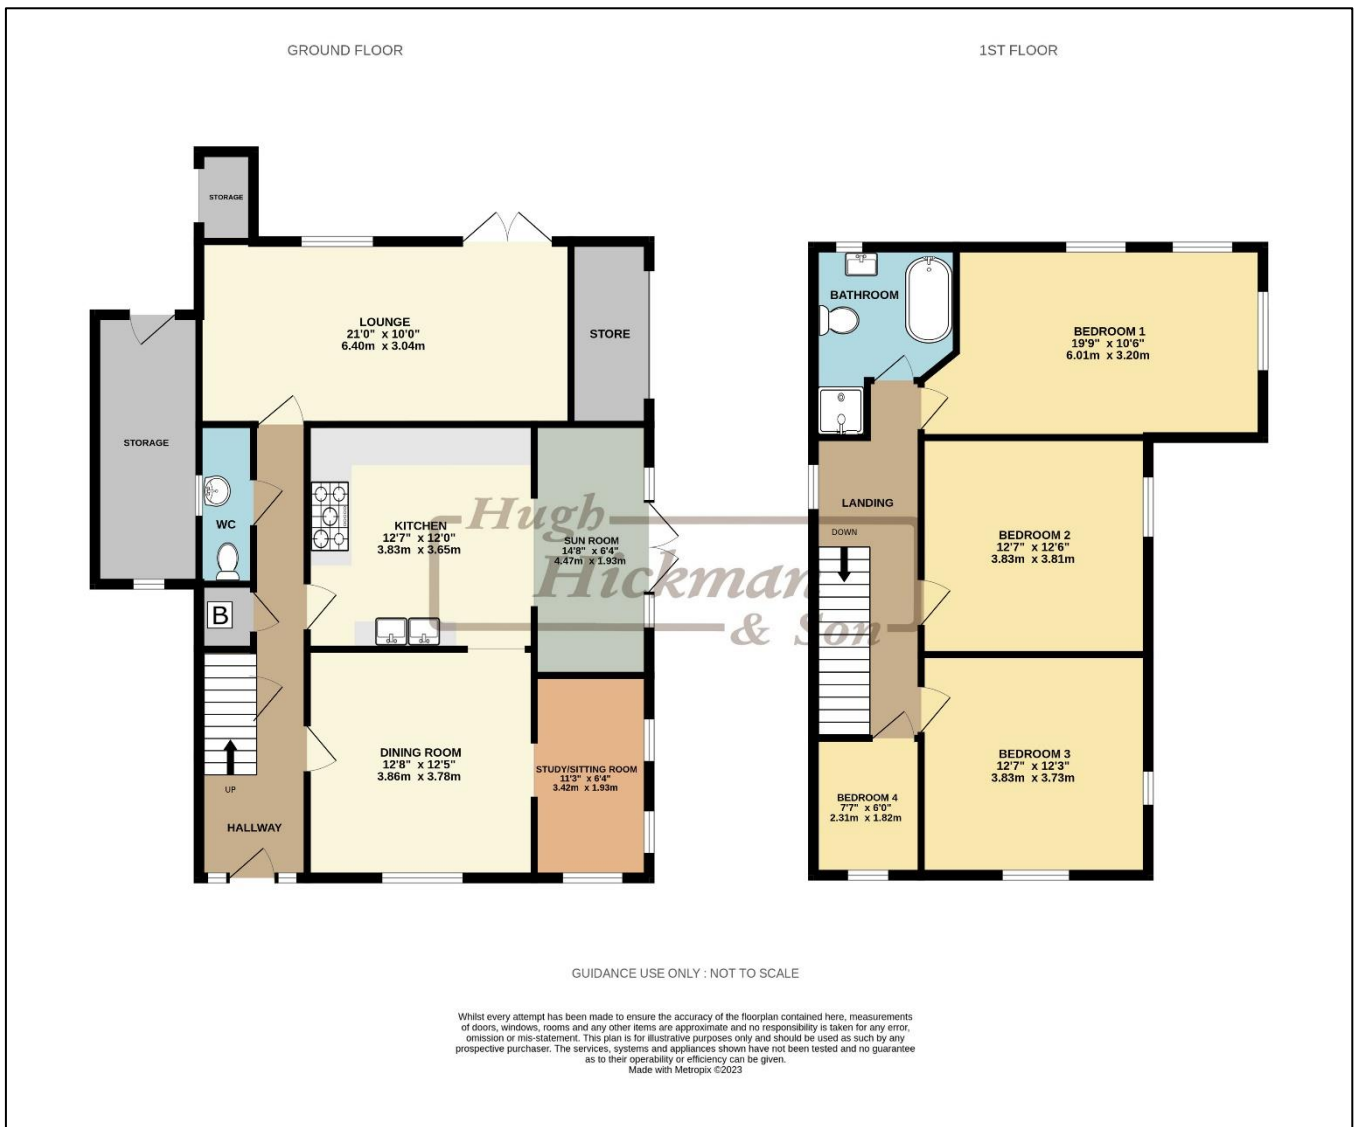 GROUND FLOOR
1ST FLOOR
STORAGE
LOUNGE
21'0" x 10'0"
6.40m x 3.04m
STORE
STORAGE
WC
B
KITCHEN
12'7" x 12'0"
3.83m x 3.65m
SUN ROOM
14'8" x 6'4"
4.47m x 1.93m
DINING ROOM
12'8" x 12'5"
3.86m x 3.78m
STUDY/SITTING ROOM
11'3" x 6'4"
3.42m x 1.93m
UP
HALLWAY
BATHROOM
BEDROOM 1
19'9" x 10'6"
6.01m x 3.20m
LANDING
DOWN
BEDROOM 2
12'7" x 12'6"
3.83m x 3.81m
BEDROOM 3
12'7" x 12'3"
3.83m x 3.73m
BEDROOM 4
7'7" x 6'0"
2.31m x 1.82m
Hugh
Hickman
& Son
GUIDANCE USE ONLY : NOT TO SCALE
Whilst every attempt has been made to ensure the accuracy of the floorplan contained here, measurements
of doors, windows, rooms and any other items are approximate and no responsibility is taken for any error,
omission or mis-statement. This plan is for illustrative purposes only and should be used as such by any
prospective purchaser. The services, systems and appliances shown have not been tested and no guarantee
as to their operability or efficiency can be given.
Made with Metropix ©2023